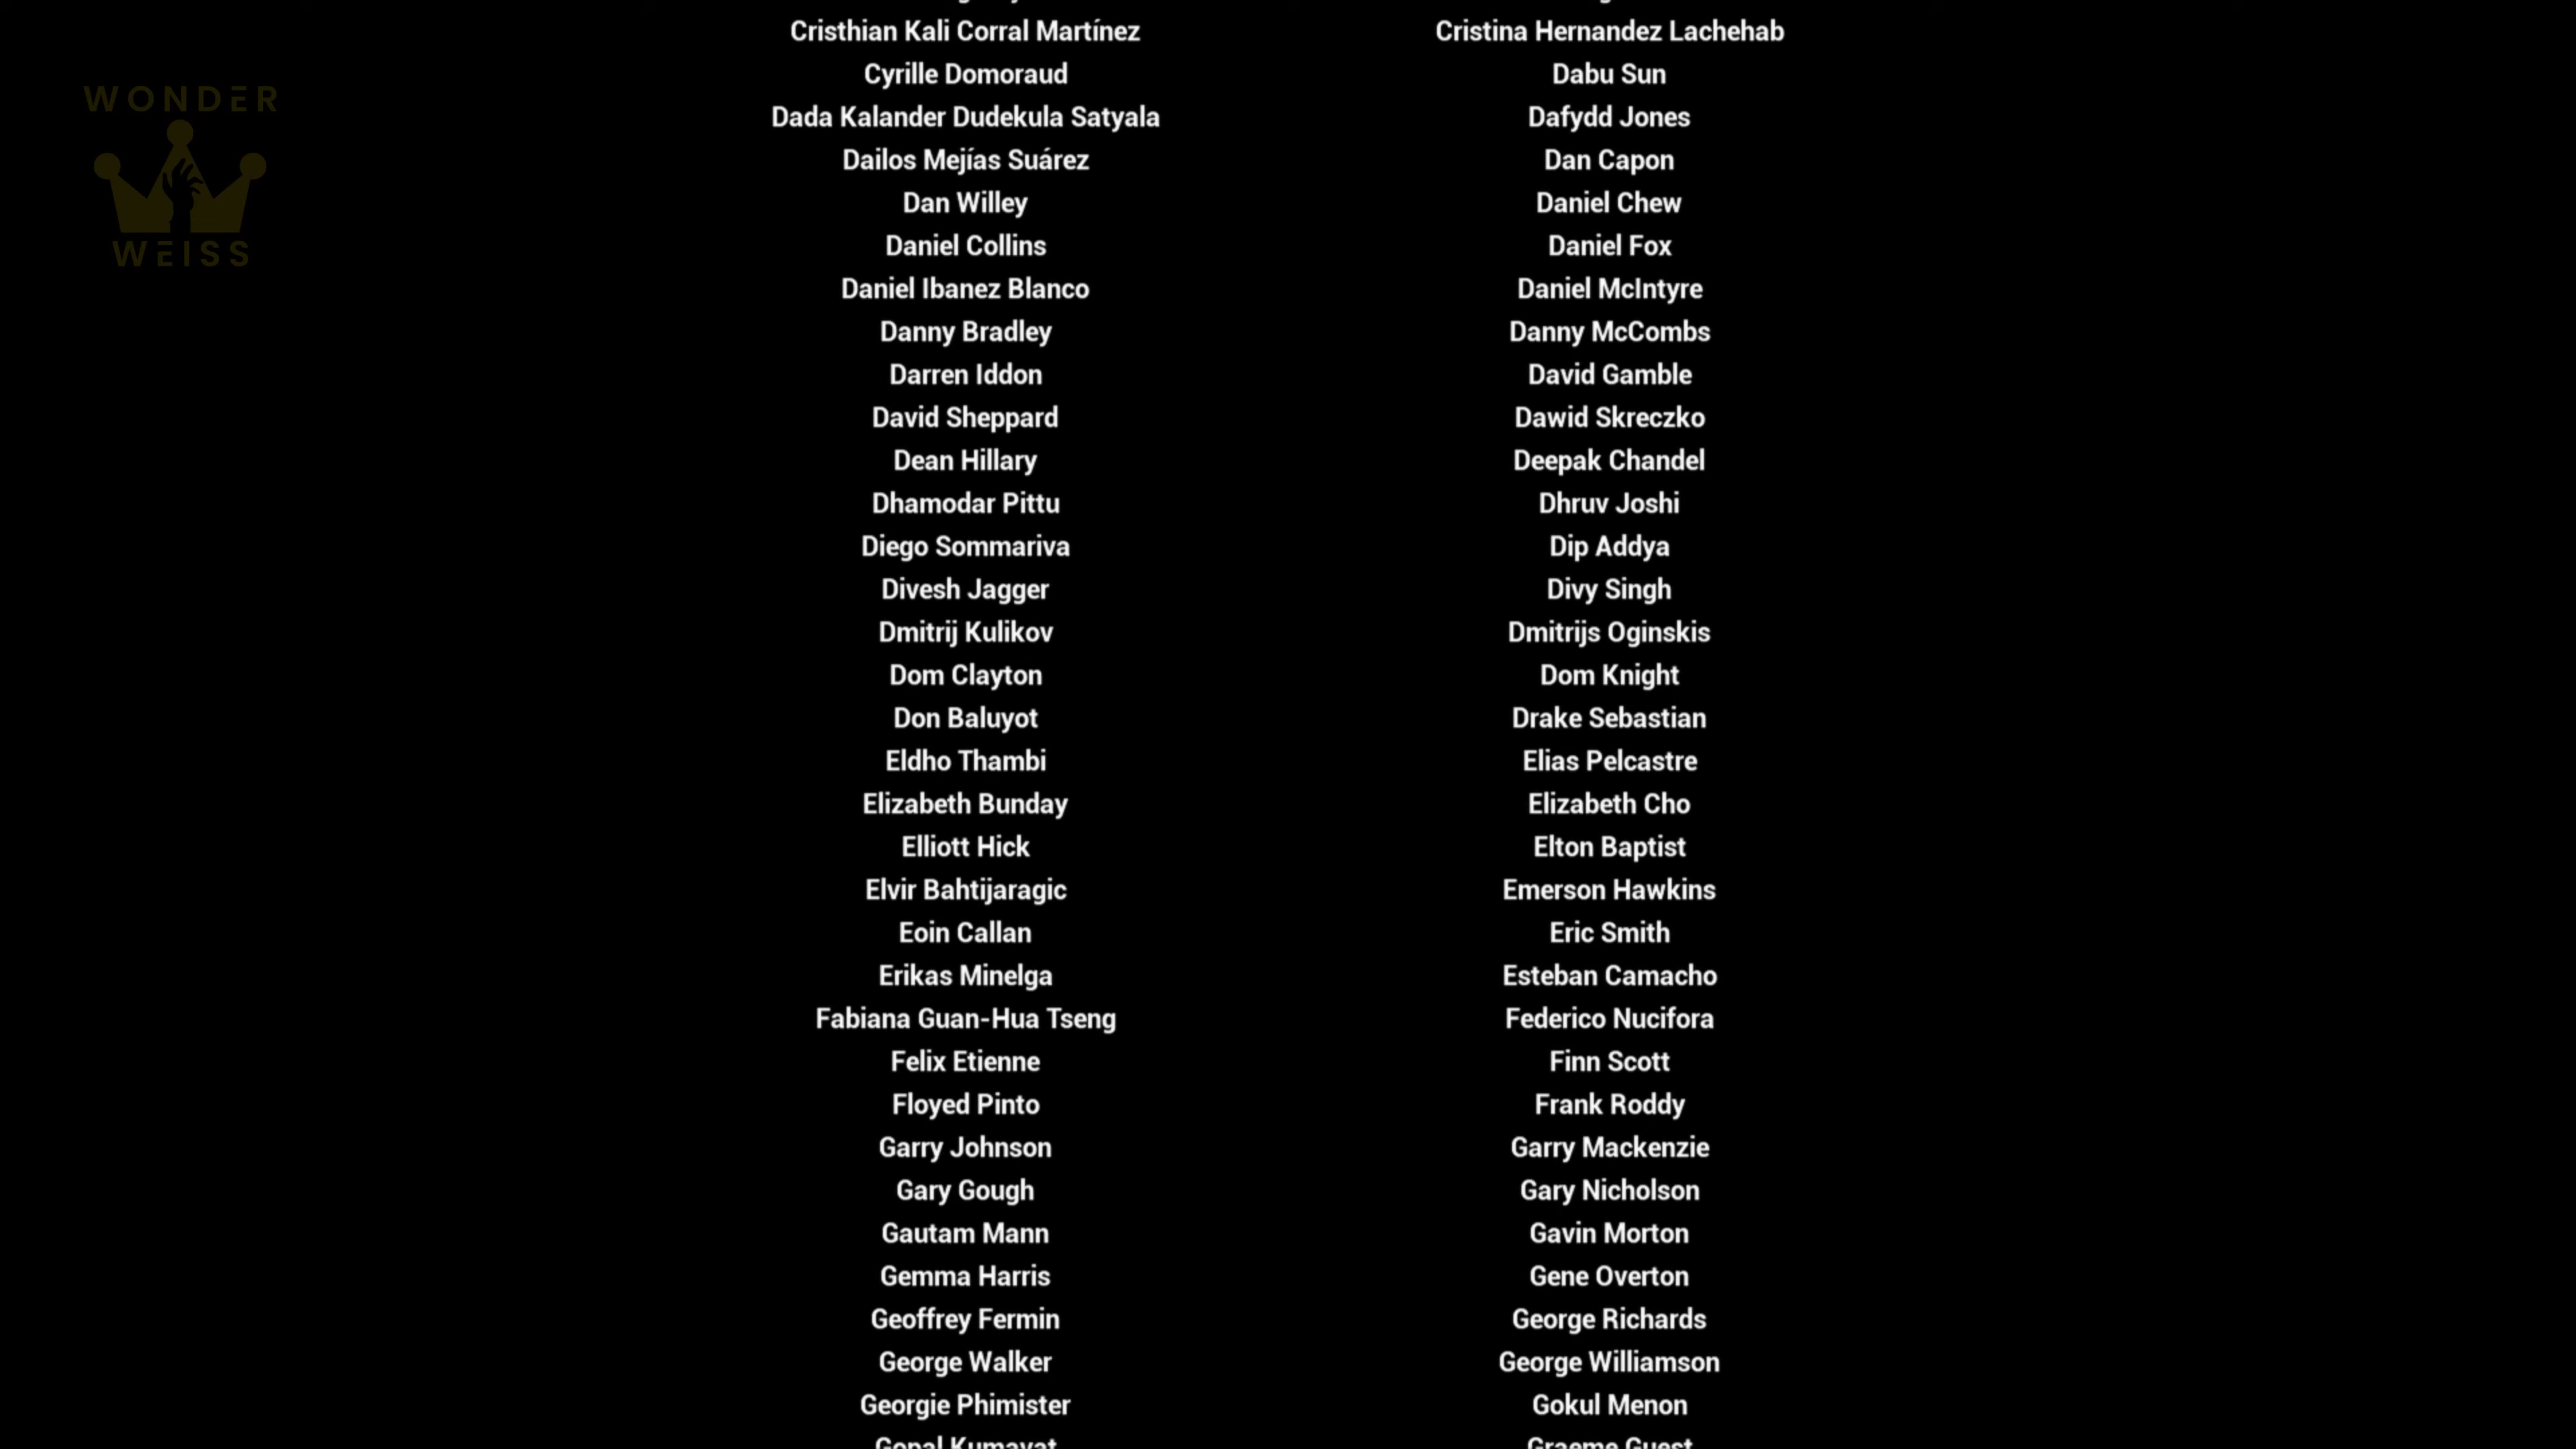 WONDER
WEISS
Cristhian Kali Corral Martínez Cristina Hernandez Lachehab
Cyrille Domoraud Dabu Sun
Dada Kalander Dudekula Satyala Dafydd Jones
Dailos Mejías Suárez Dan Capon
Dan Willey Daniel Chew
Daniel Collins Daniel Fox
Daniel Ibanez Blanco Daniel McIntyre
Danny Bradley Danny McCombs
Darren Iddon David Gamble
David Sheppard Dawid Skreczko
Dean Hillary Deepak Chandel
Dhamodar Pittu Dhruv Joshi
Diego Sommariva Dip Addya
Divesh Jagger Divy Singh
Dmitrij Kulikov Dmitrijs Oginskis
Dom Clayton Dom Knight
Don Baluyot Drake Sebastian
Eldho Thambi Elias Pelcastre
Elizabeth Bunday Elizabeth Cho
Elliott Hick Elton Baptist
Elvir Bahtijaragic Emerson Hawkins
Eoin Callan Eric Smith
Erikas Minelga Esteban Camacho
Fabiana Guan-Hua Tseng Federico Nucifora
Felix Etienne Finn Scott
Floyed Pinto Frank Roddy
Garry Johnson Garry Mackenzie
Gary Gough Gary Nicholson
Gautam Mann Gavin Morton
Gemma Harris Gene Overton
Geoffrey Fermin George Richards
George Walker George Williamson
Georgie Phimister Gokul Menon
Gopal Kumavat Graeme Guest